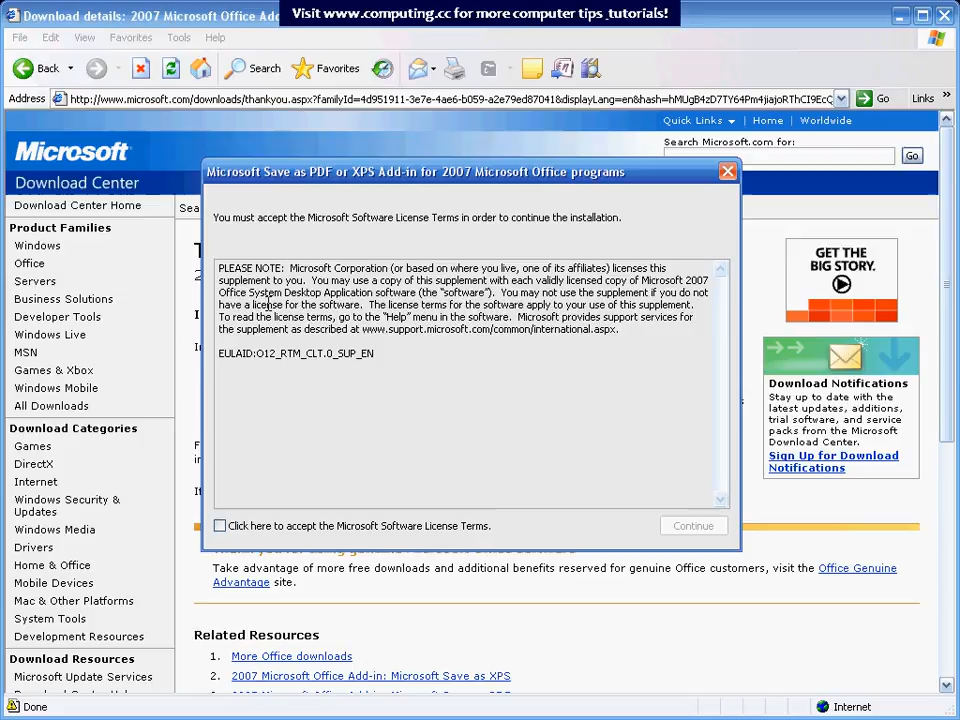 Download details: 2007 Microsoft Office Add
Visit www.computing.cc for more computer tips tutorials!
File Edit View Favorites Tools Help
Back Search Favorites
Address http://www.microsoft.com/downloads/thankyou.aspx?familyId=4d951911-3e7e-4ae6-b059-a2e79ed87041&displayLang=en&hash=hMUgB4zD7TY64Pm4jiajoRThCI9EcQ Go Links »
Quick Links Home Worldwide
Microsoft
Search Microsoft.com for:
Go
Download Center
Download Center Home
Product Families
Windows
Office
Servers
Business Solutions
Developer Tools
Windows Live
MSN
Games & Xbox
Windows Mobile
All Downloads
Download Categories
Games
DirectX
Internet
Windows Security &
Updates
Windows Media
Drivers
Home & Office
Mobile Devices
Mac & Other Platforms
System Tools
Development Resources
Download Resources
Microsoft Update Services
Microsoft Save as PDF or XPS Add-in for 2007 Microsoft Office programs
You must accept the Microsoft Software License Terms in order to continue the installation.
PLEASE NOTE: Microsoft Corporation (or based on where you live, one of its affiliates) licenses this
supplement to you. You may use a copy of this supplement with each validly licensed copy of Microsoft 2007
Office System Desktop Application software (the “software”). You may not use the supplement if you do not
have a license for the software. The license terms for the software apply to your use of this supplement.
To read the license terms, go to the “Help” menu in the software. Microsoft provides support services for
the supplement as described at www.support.microsoft.com/common/international.aspx.
EULAID:O12_RTM_CLT.0_SUP_EN
Click here to accept the Microsoft Software License Terms.
Continue
GET THE
BIG STORY.
Download Notifications
Stay up to date with the
latest updates, additions,
trial software, and service
packs from the Microsoft
Download Center.
Sign Up for Download
Notifications
Take advantage of more free downloads and additional benefits reserved for genuine Office customers, visit the Office Genuine
Advantage site.
Related Resources
1. More Office downloads
2. 2007 Microsoft Office Add-in: Microsoft Save as XPS
Done
Internet